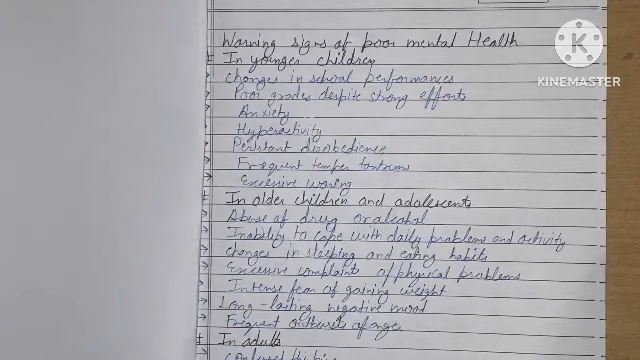 Warning signs of poor mental Health
In younger children
Changes in school performances
Poor grades despite strong efforts
Anxiety
Hyperactivity
Persistant disobedience
Frequent temper tantrums
Excessive
In older children and adolescents
Abuse of drug or alcohol
Inability to cope with daily problems and activity
Changes in sleeping and eating habits
Excessive complaints of physical problems
Intense fear of gaining weight
Long-lasting negative mood
Frequent outbursts of anger
In adults
KINEMASTER